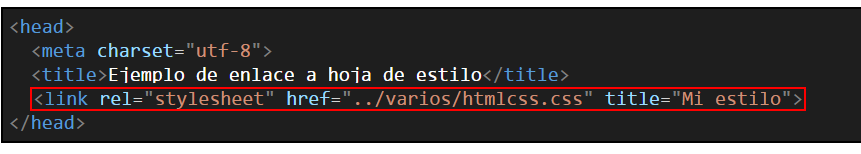 <head>
<meta charset="utf-8">
<title>Ejemplo de enlace a hoja de estilo</title>
<link rel="stylesheet" href="../varios/htmlcss.css" title="Mi estilo">
</head>